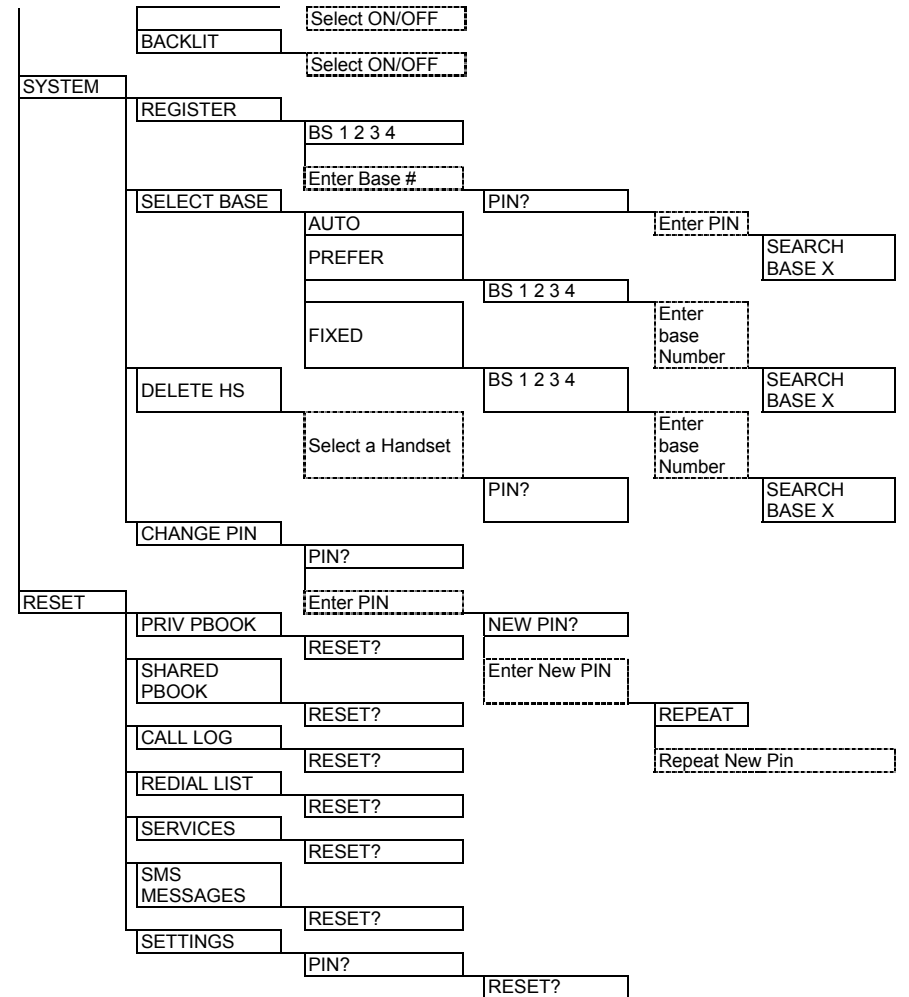 Select ON/OFF
BACKLIT
Select ON/OFF
SYSTEM
REGISTER
BS 1 2 3 4
Enter Base #
SELECT BASE
PIN?
AUTO
Enter PIN
PREFER
SEARCH
BASE X
BS 1 2 3 4
FIXED
Enter
base
Number
DELETE HS
BS 1 2 3 4
SEARCH
BASE X
Select a Handset
Enter
base
Number
PIN?
SEARCH
BASE X
CHANGE PIN
PIN?
RESET
Enter PIN
PRIV PBOOK
NEW PIN?
RESET?
SHARED
PBOOK
Enter New PIN
RESET?
REPEAT
CALL LOG
RESET?
Repeat New Pin
REDIAL LIST
RESET?
SERVICES
RESET?
SMS
MESSAGES
RESET?
SETTINGS
PIN?
RESET?